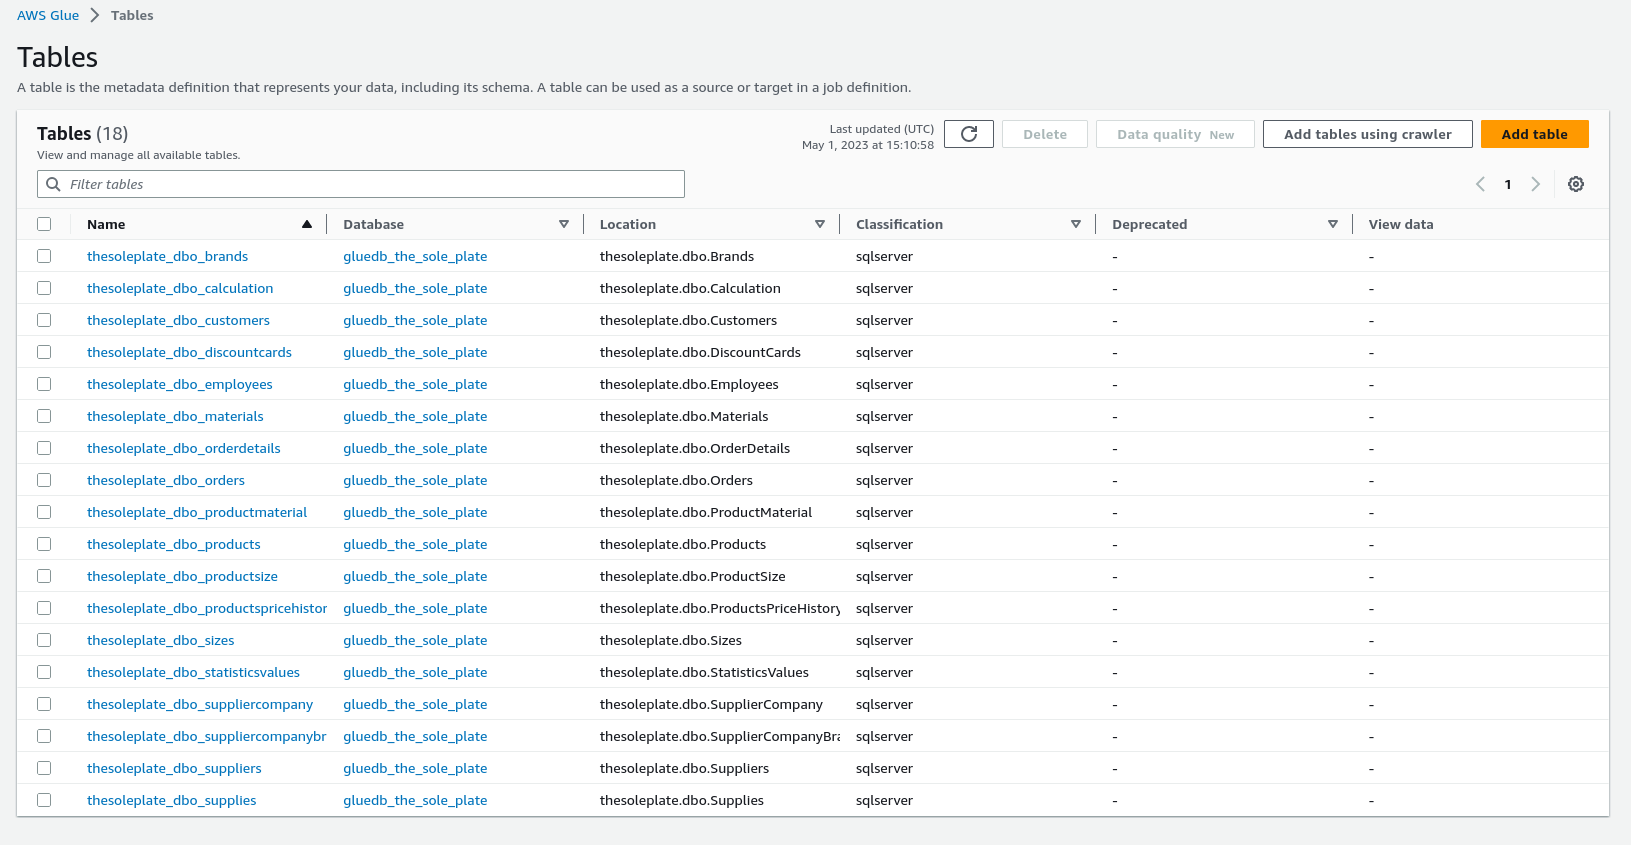 AWS Glue > Tables
Tables
A table is the metadata definition that represents your data, including its schema. A table can be used as a source or target in a job definition.
Tables (18)
View and manage all available tables.
Last updated (UTC)
May 1, 2023 at 15:10:58
Delete
Data quality New
Add tables using crawler
Add table
Filter tables
1
Name Database Location Classification Deprecated View data
thesoleplate_dbo_brands gluedb_the_sole_plate thesoleplate.dbo.Brands sqlserver - -
thesoleplate_dbo_calculation gluedb_the_sole_plate thesoleplate.dbo.Calculation sqlserver - -
thesoleplate_dbo_customers gluedb_the_sole_plate thesoleplate.dbo.Customers sqlserver - -
thesoleplate_dbo_discountcards gluedb_the_sole_plate thesoleplate.dbo.DiscountCards sqlserver - -
thesoleplate_dbo_employees gluedb_the_sole_plate thesoleplate.dbo.Employees sqlserver - -
thesoleplate_dbo_materials gluedb_the_sole_plate thesoleplate.dbo.Materials sqlserver - -
thesoleplate_dbo_orderdetails gluedb_the_sole_plate thesoleplate.dbo.OrderDetails sqlserver - -
thesoleplate_dbo_orders gluedb_the_sole_plate thesoleplate.dbo.Orders sqlserver - -
thesoleplate_dbo_productmaterial gluedb_the_sole_plate thesoleplate.dbo.ProductMaterial sqlserver - -
thesoleplate_dbo_products gluedb_the_sole_plate thesoleplate.dbo.Products sqlserver - -
thesoleplate_dbo_productsize gluedb_the_sole_plate thesoleplate.dbo.ProductSize sqlserver - -
thesoleplate_dbo_productspricehistor gluedb_the_sole_plate thesoleplate.dbo.ProductsPriceHistory sqlserver - -
thesoleplate_dbo_sizes gluedb_the_sole_plate thesoleplate.dbo.Sizes sqlserver - -
thesoleplate_dbo_statisticsvalues gluedb_the_sole_plate thesoleplate.dbo.StatisticsValues sqlserver - -
thesoleplate_dbo_suppliercompany gluedb_the_sole_plate thesoleplate.dbo.SupplierCompany sqlserver - -
thesoleplate_dbo_suppliercompanybr gluedb_the_sole_plate thesoleplate.dbo.SupplierCompanyBra sqlserver - -
thesoleplate_dbo_suppliers gluedb_the_sole_plate thesoleplate.dbo.Suppliers sqlserver - -
thesoleplate_dbo_supplies gluedb_the_sole_plate thesoleplate.dbo.Supplies sqlserver - -